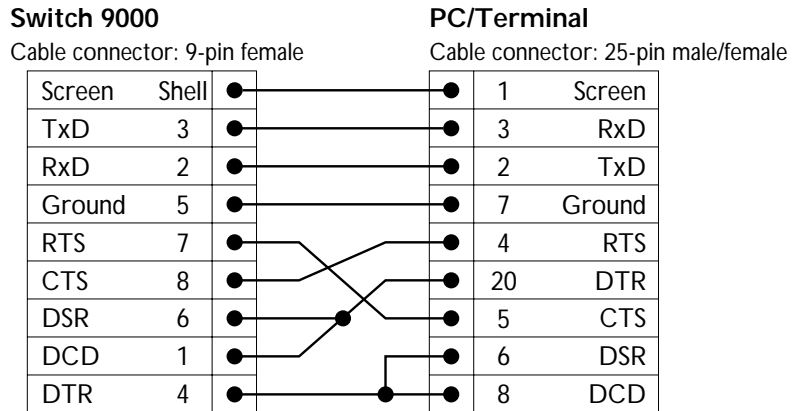 Switch 9000 PC/Terminal
Cable connector: 9-pin female Cable connector: 25-pin male/female
Screen Shell 1 Screen
TxD 3 3 RxD
RxD 2 2 TxD
Ground 5 7 Ground
RTS 7 4 RTS
CTS 8 20 DTR
DSR 6 5 CTS
DCD 1 6 DSR
DTR 4 8 DCD